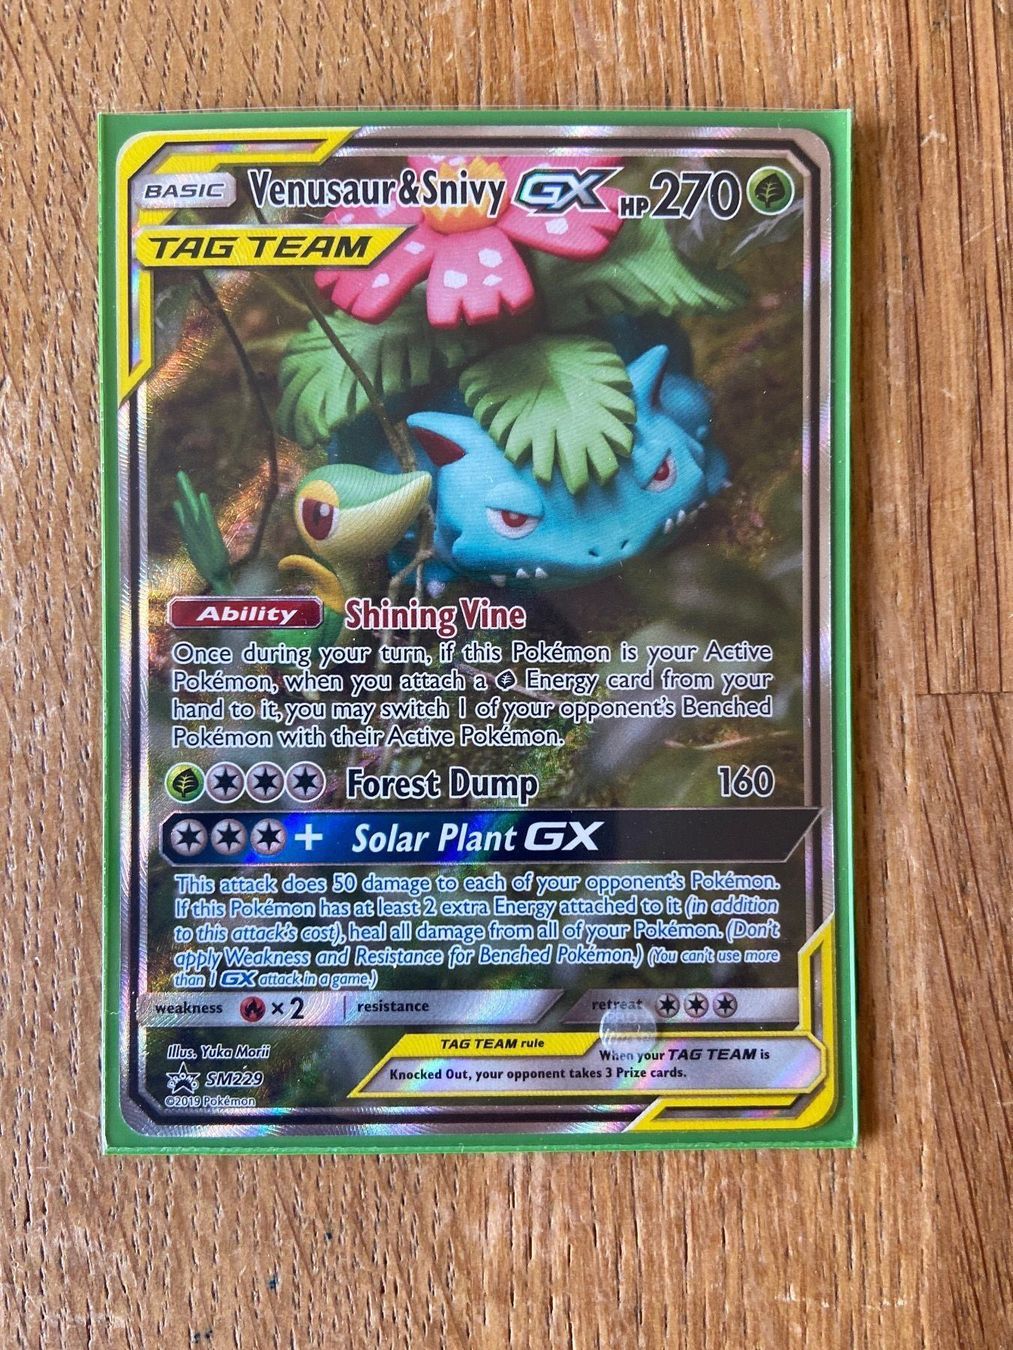 BASIC Venusaur&Snivy GX HP270
TAG TEAM
Ability Shining Vine
Once during your turn, if this Pokémon is your Active
Pokémon, when you attach a Energy card from your
hand to it, you may switch 1 of your opponent's Benched
Pokémon with their Active Pokémon.
Forest Dump 160
+ Solar Plant GX
This attack does 50 damage to each of your opponent's Pokémon.
If this Pokémon has at least 2 extra Energy attached to it (in addition
to this attack's cost), heal all damage from all of your Pokémon. (Don't
apply Weakness and Resistance for Benched Pokémon.) (You can't use more
than 1 GX attack in a game.)
weakness ×2 resistance retreat
Illus. Yuka Morii
SM229
©2019 Pokémon
TAG TEAM rule
When your TAG TEAM is
Knocked Out, your opponent takes 3 Prize cards.